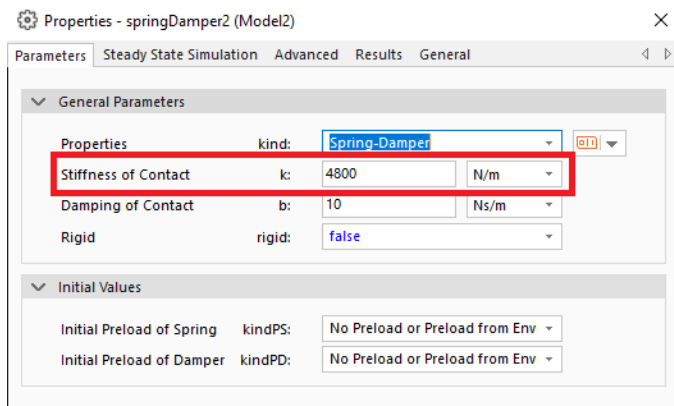 Properties - springDamper2 (Model2)
Parameters Steady State Simulation Advanced Results General
General Parameters
Properties kind: Spring-Damper
Stiffness of Contact k: 4800 N/m
Damping of Contact b: 10 Ns/m
Rigid rigid: false
Initial Values
Initial Preload of Spring kindPS: No Preload or Preload from Env
Initial Preload of Damper kindPD: No Preload or Preload from Env